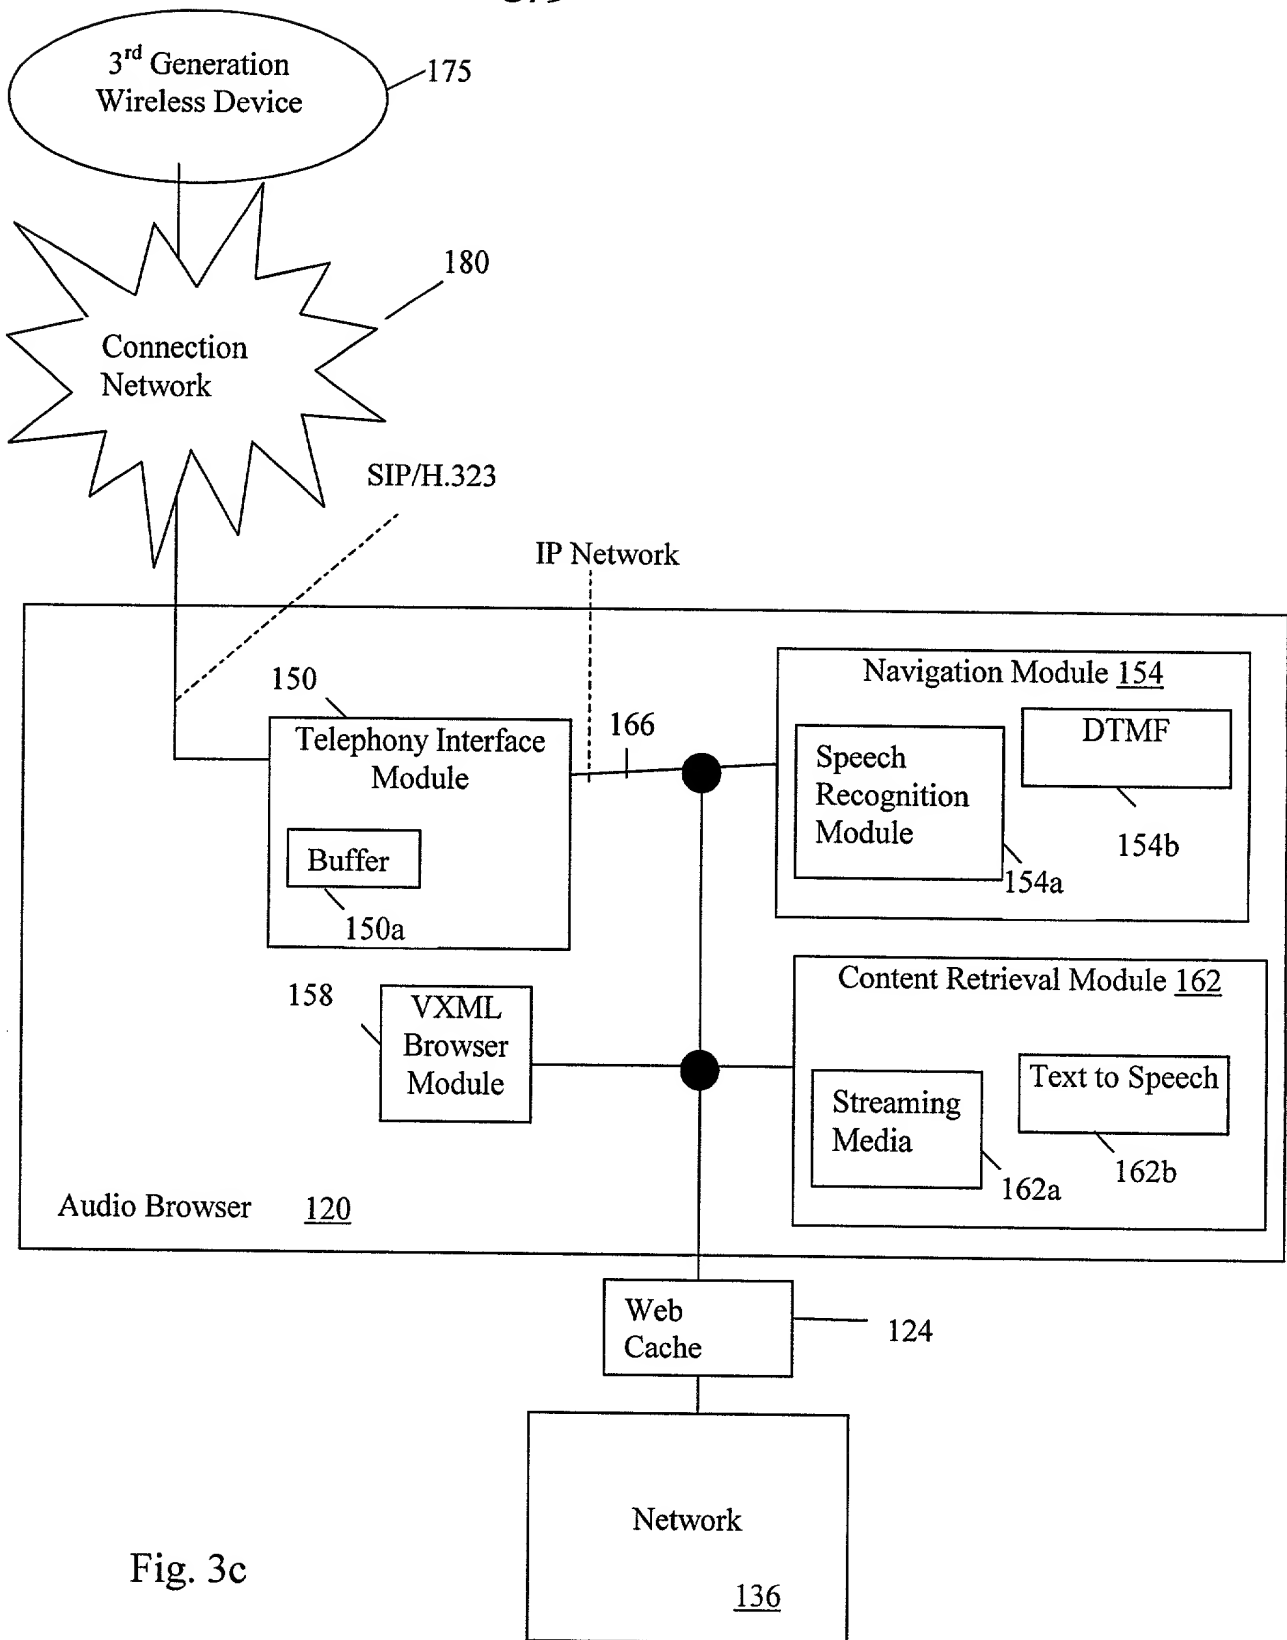 3rd Generation
Wireless Device
175
180
Connection
Network
SIP/H.323
IP Network
150
Telephony Interface
Module
Buffer
150a
166
Navigation Module 154
Speech
Recognition
Module
154a
DTMF
154b
158
VXML
Browser
Module
Content Retrieval Module 162
Streaming
Media
162a
Text to Speech
162b
Audio Browser 120
Web
Cache
124
Network
136
Fig. 3c